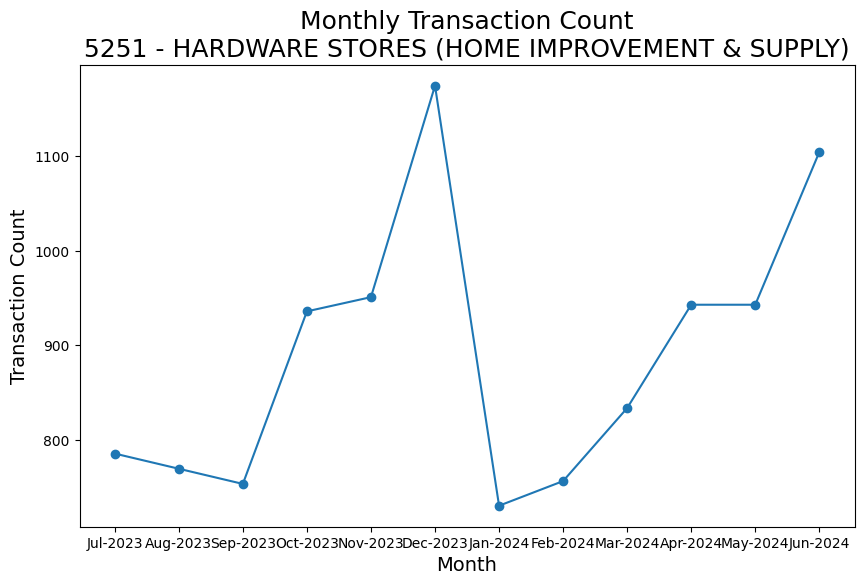 Monthly Transaction Count
5251 - HARDWARE STORES (HOME IMPROVEMENT & SUPPLY)
Transaction Count
1100
1000
900
800
Jul-2023 Aug-2023 Sep-2023 Oct-2023 Nov-2023 Dec-2023 Jan-2024 Feb-2024 Mar-2024 Apr-2024 May-2024 Jun-2024
Month